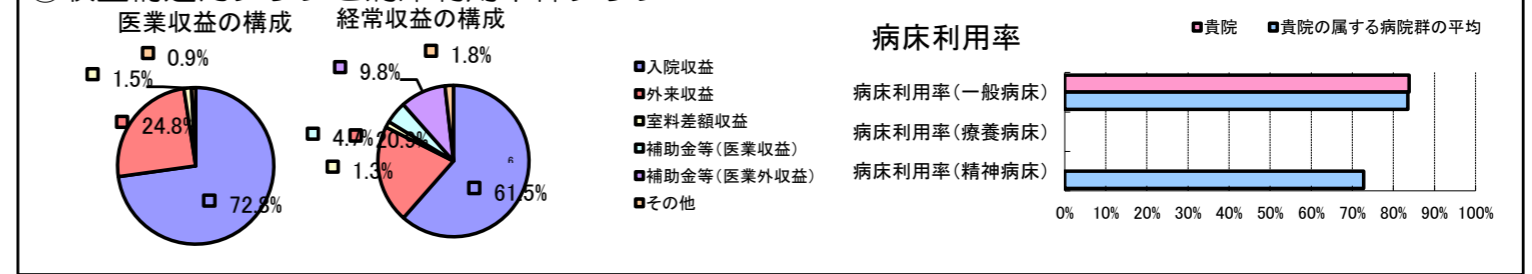 医業収益の構成
0.9%
1.5%
24.8%
72.8%
経常収益の構成
1.8%
9.8%
4.7%
20.9%
1.3%
6
61.5%
入院収益
外来収益
室料差額収益
補助金等(医業収益)
補助金等(医業外収益)
その他
病床利用率
貴院 貴院の属する病院群の平均
病床利用率(一般病床)
病床利用率(療養病床)
病床利用率(精神病床)
0% 10% 20% 30% 40% 50% 60% 70% 80% 90% 100%